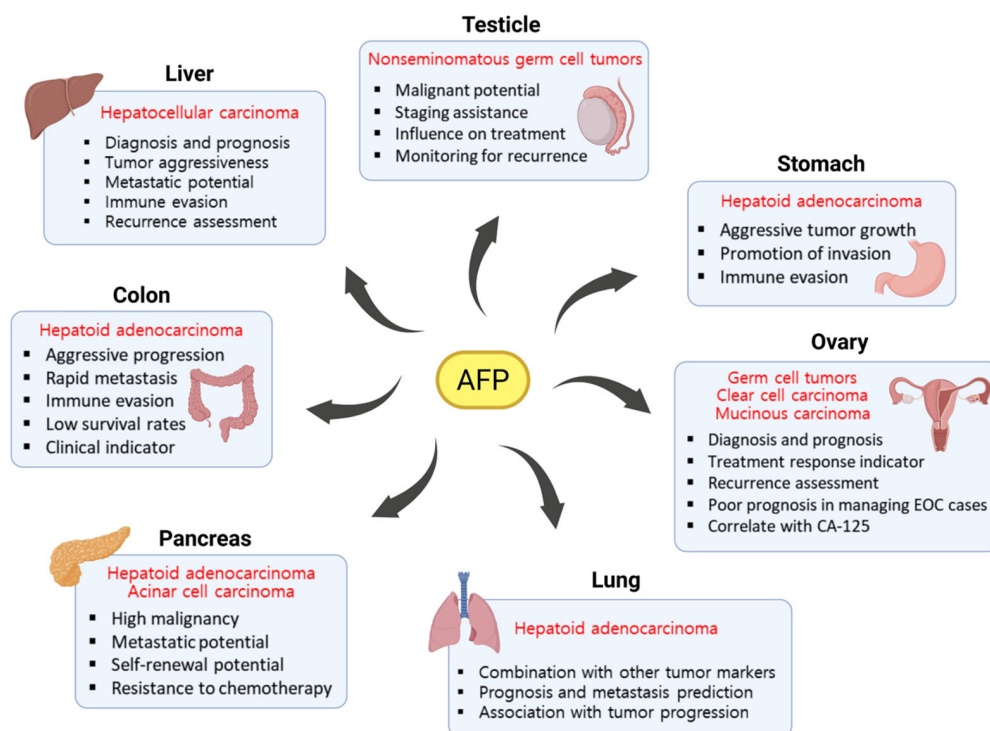 Testicle
Nonseminomatous germ cell tumors
▪ Malignant potential
▪ Staging assistance
▪ Influence on treatment
▪ Monitoring for recurrence
Liver
Hepatocellular carcinoma
▪ Diagnosis and prognosis
▪ Tumor aggressiveness
▪ Metastatic potential
▪ Immune evasion
▪ Recurrence assessment
Stomach
Hepatoid adenocarcinoma
▪ Aggressive tumor growth
▪ Promotion of invasion
▪ Immune evasion
Colon
Hepatoid adenocarcinoma
▪ Aggressive progression
▪ Rapid metastasis
▪ Immune evasion
▪ Low survival rates
▪ Clinical indicator
AFP
Ovary
Germ cell tumors
Clear cell carcinoma
Mucinous carcinoma
▪ Diagnosis and prognosis
▪ Treatment response indicator
▪ Recurrence assessment
▪ Poor prognosis in managing EOC cases
▪ Correlate with CA-125
Pancreas
Hepatoid adenocarcinoma
Acinar cell carcinoma
▪ High malignancy
▪ Metastatic potential
▪ Self-renewal potential
▪ Resistance to chemotherapy
Lung
Hepatoid adenocarcinoma
▪ Combination with other tumor markers
▪ Prognosis and metastasis prediction
▪ Association with tumor progression